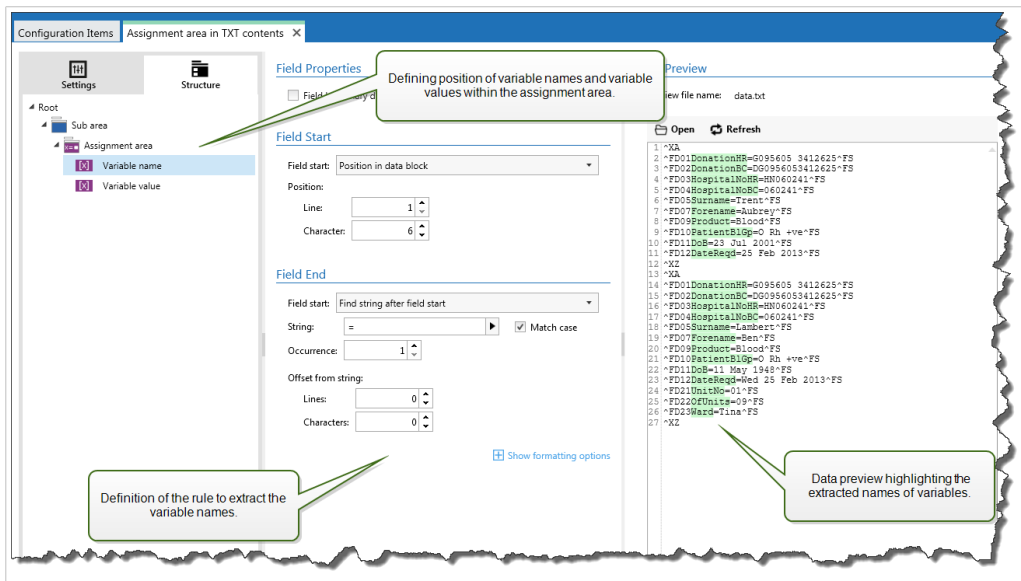 Configuration Items
Assignment area in TXT contents ×
Settings
Structure
Root
Sub area
Assignment area
Variable name
Variable value
Defining position of variable names and variable
values within the assignment area.
Field Properties
Field
Field Start
Field start: Position in data block
Position:
Line: 1
Character: 6
Field End
Field start: Find string after field start
String: =
Match case
Occurrence: 1
Offset from string:
Lines: 0
Characters: 0
Show formatting options
Definition of the rule to extract the
variable names.
Preview
file name: data.txt
Open Refresh
1 ^XA
2 ^FD01DonationHR=G095605 3412625^FS
3 ^FD02DonationBC=DG0956053412625^FS
4 ^FD03HospitalNoHR=HN060241^FS
5 ^FD04HospitalNoBC=060241^FS
6 ^FD05Surname=Trent^FS
7 ^FD07Forename=Aubrey^FS
8 ^FD09Product=Blood^FS
9 ^FD10PatientBlGp=O Rh +ve^FS
10 ^FD11DoB=23 Jul 2001^FS
11 ^FD12DateReqd=25 Feb 2013^FS
12 ^XZ
13 ^XA
14 ^FD01DonationHR=G095605 3412625^FS
15 ^FD02DonationBC=DG0956053412625^FS
16 ^FD03HospitalNoHR=HN060241^FS
17 ^FD04HospitalNoBC=060241^FS
18 ^FD05Surname=Lambert^FS
19 ^FD07Forename=Ben^FS
20 ^FD09Product=Blood^FS
21 ^FD10PatientBlGp=O Rh +ve^FS
22 ^FD11DoB=11 May 1948^FS
23 ^FD12DateReqd=Wed 25 Feb 2013^FS
24 ^FD21UnitNo=01^FS
25 ^FD22OfUnits=09^FS
26 ^FD23Ward=Tina^FS
27 ^XZ
Data preview highlighting the
extracted names of variables.